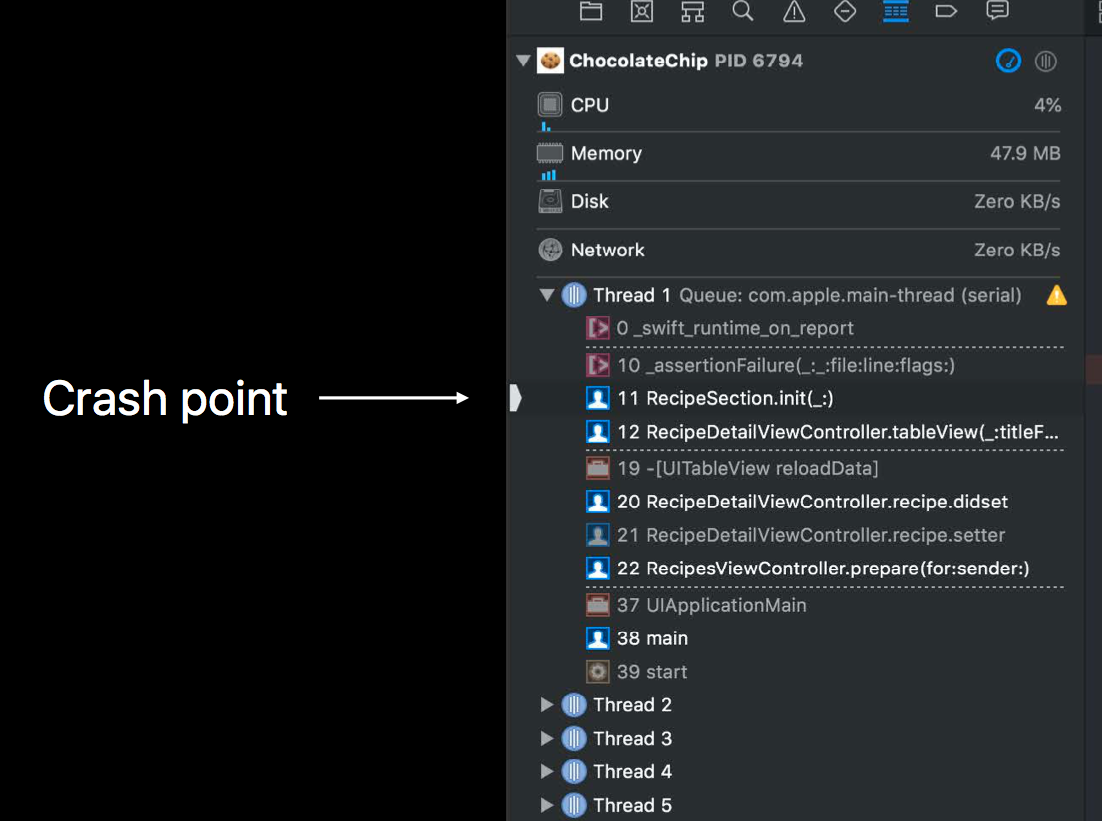 ChocolateChip PID 6794
CPU 4%
Memory 47.9 MB
Disk Zero KB/s
Network Zero KB/s
Thread 1 Queue: com.apple.main-thread (serial)
0 _swift_runtime_on_report
10 _assertionFailure(_:_:file:line:flags:)
Crash point
11 RecipeSection.init(_:)
12 RecipeDetailViewController.tableView(_:titleF...
19 -[UITableView reloadData]
20 RecipeDetailViewController.recipe.didset
21 RecipeDetailViewController.recipe.setter
22 RecipesViewController.prepare(for:sender:)
37 UIApplicationMain
38 main
39 start
Thread 2
Thread 3
Thread 4
Thread 5